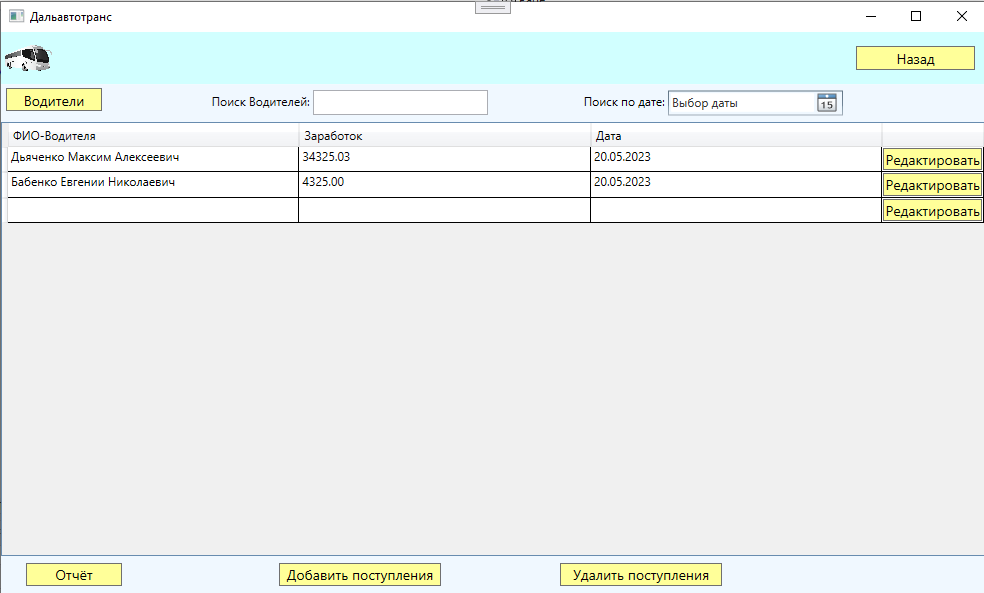 Дальавтотранс
Назад
Водители Поиск Водителей: Поиск по дате: Выбор даты 15
ФИО-Водителя Заработок Дата
Дьяченко Максим Алексеевич 34325.03 20.05.2023 Редактировать
Бабенко Евгении Николаевич 4325.00 20.05.2023 Редактировать
Редактировать
Отчёт Добавить поступления Удалить поступления